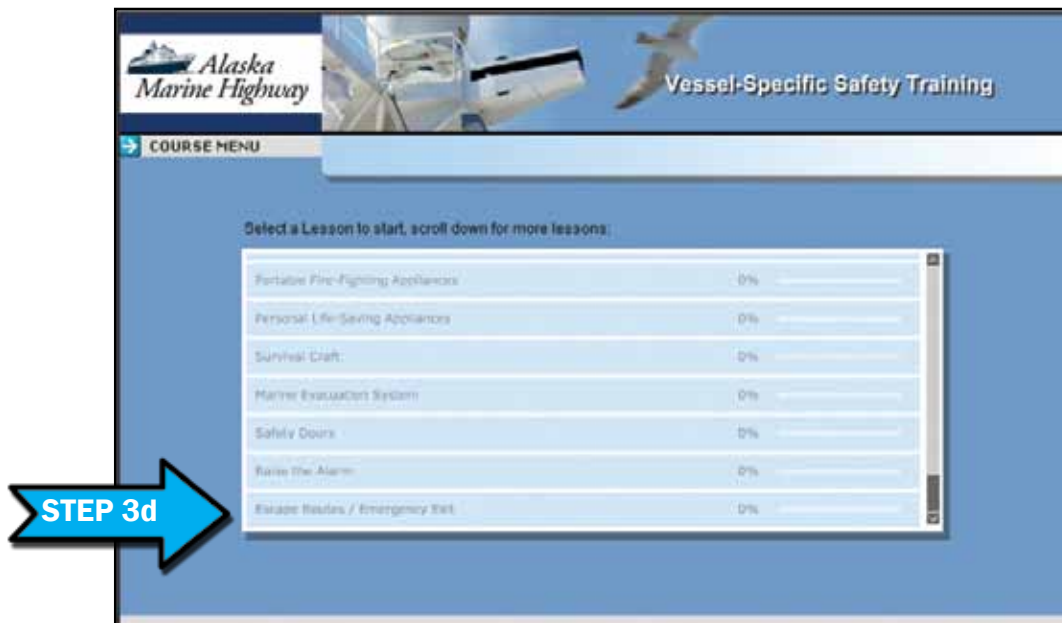 Alaska
Marine Highway
Vessel-Specific Safety Training
COURSE MENU
Select a Lesson to start, scroll down for more lessons:
Portable Fire-Fighting Appliances 0%
Personal Life-Saving Appliances 0%
Survival Craft 0%
Marine Evacuation System 0%
Safety Doors 0%
Raise the Alarm 0%
STEP 3d
Escape Routes / Emergency Exit 0%